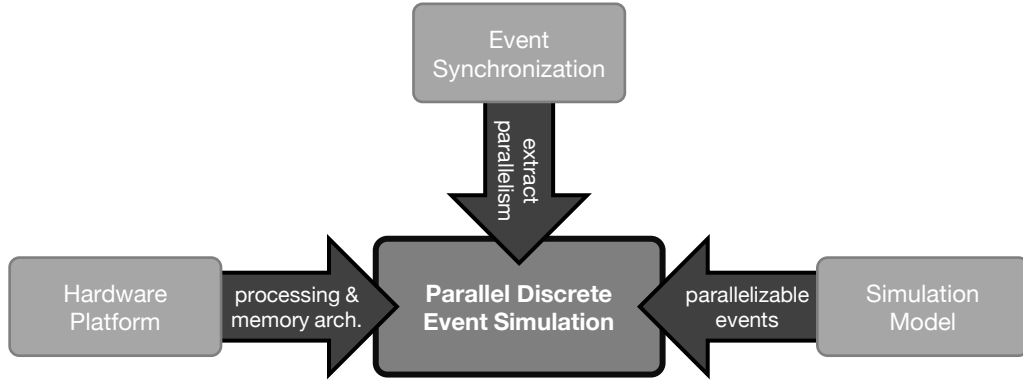 Event
Synchronization
extract
parallelism
Hardware
Platform
processing &
memory arch.
Parallel Discrete
Event Simulation
parallelizable
events
Simulation
Model